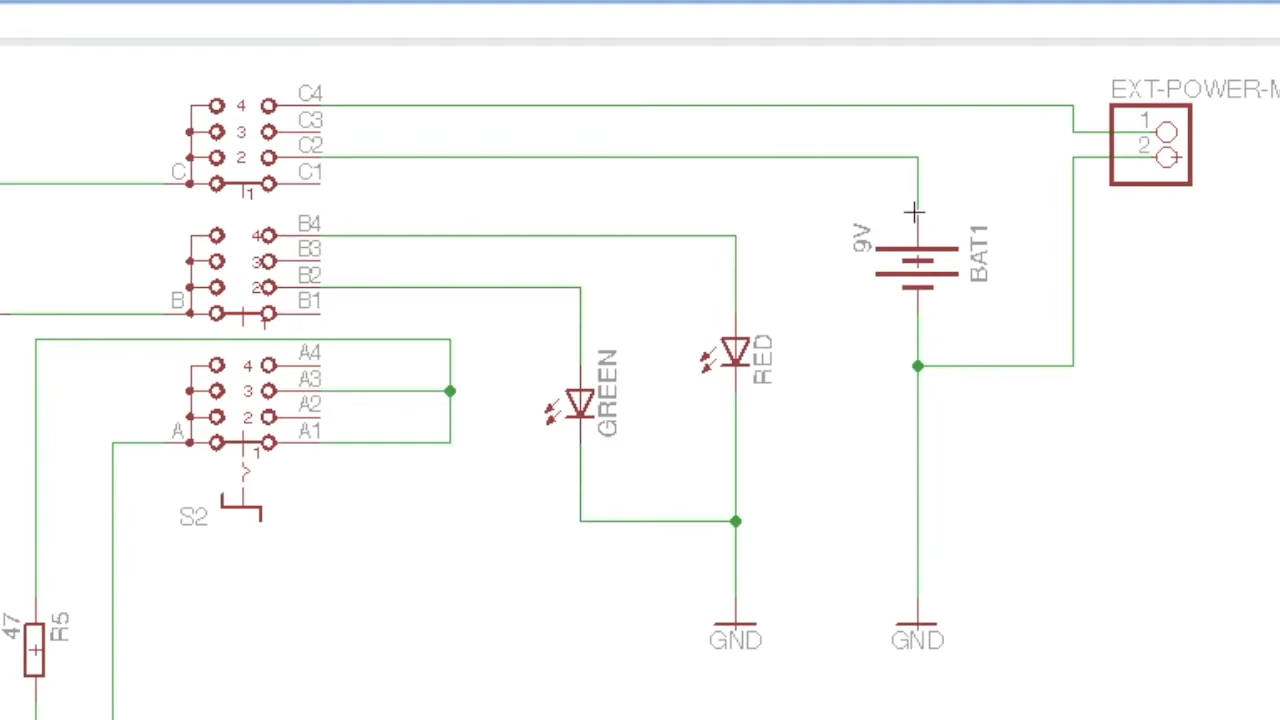 EXT-POWER-M
C4
4
1
C3
3
2
C2
2
C
C1
1
B4
4
9V
BAT1
B3
3
B2
2
B
B1
1
A4
4
RED
A3
3
GREEN
A2
2
A
A1
1
S2
47
R5
GND
GND